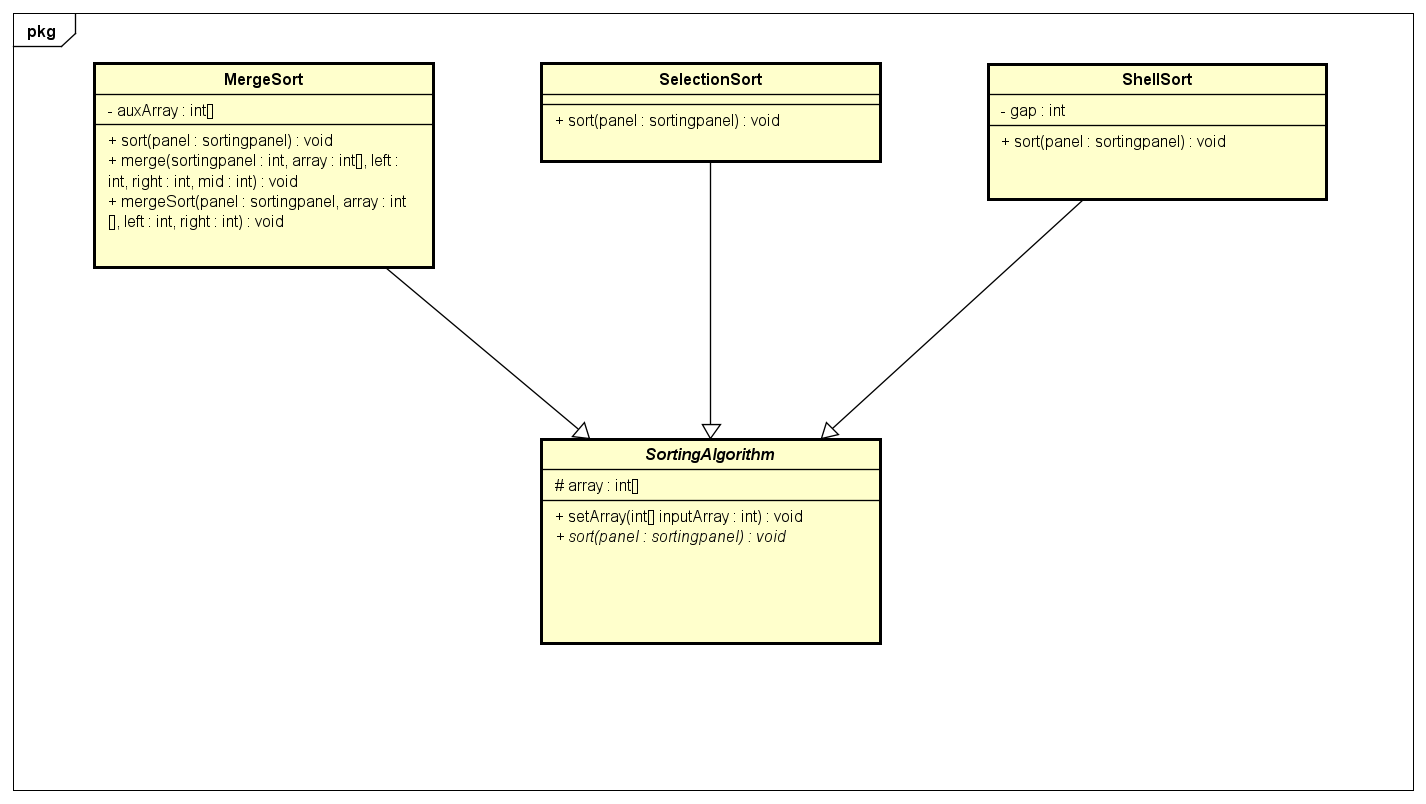 pkg
MergeSort
- auxArray : int[]
+ sort(panel : sortingpanel) : void
+ merge(sortingpanel : int, array : int[], left :
int, right : int, mid : int) : void
+ mergeSort(panel : sortingpanel, array : int
[], left : int, right : int) : void
SelectionSort
+ sort(panel : sortingpanel) : void
ShellSort
- gap : int
+ sort(panel : sortingpanel) : void
SortingAlgorithm
# array : int[]
+ setArray(int[] inputArray : int) : void
+ sort(panel : sortingpanel) : void